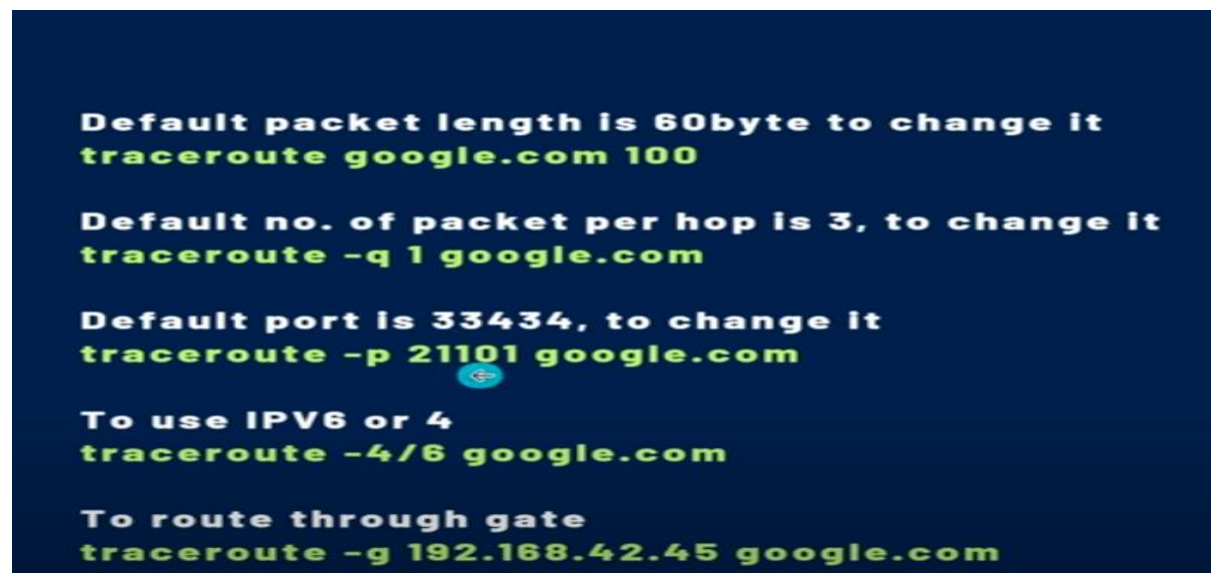 Default packet length is 60byte to change it
traceroute google.com 100
Default no. of packet per hop is 3, to change it
traceroute -q 1 google.com
Default port is 33434, to change it
traceroute -p 21101 google.com
To use IPV6 or 4
traceroute -4/6 google.com
To route through gate
traceroute -g 192.168.42.45 google.com